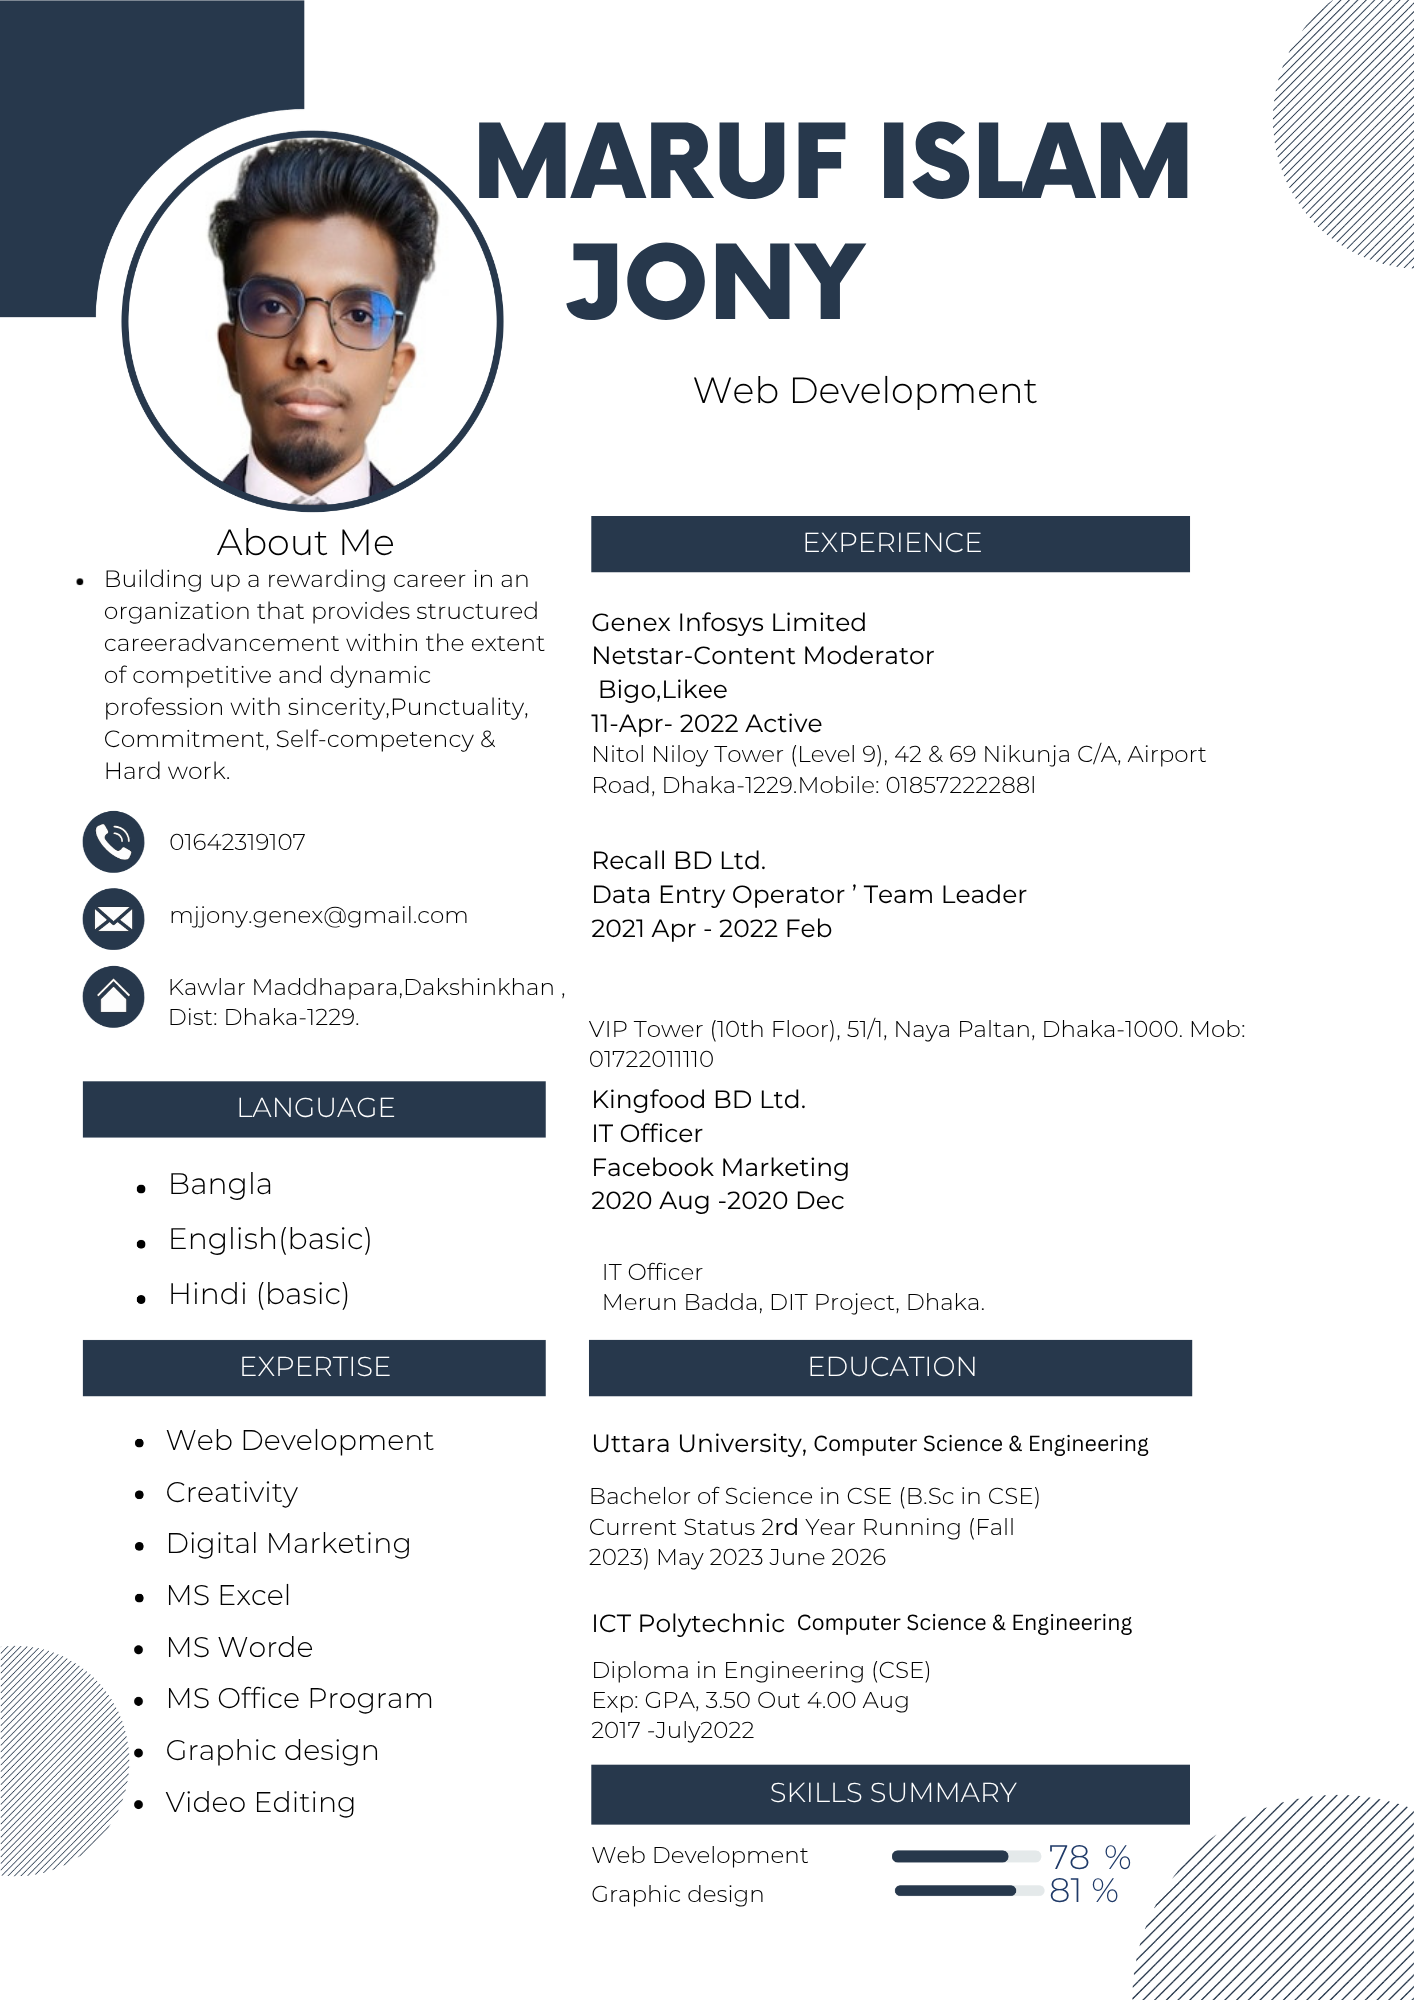 MARUF ISLAM
JONY
Web Development
About Me
• Building up a rewarding career in an
organization that provides structured
careeradvancement within the extent
of competitive and dynamic
profession with sincerity,Punctuality,
Commitment, Self-competency &
Hard work.
01642319107
mjjony.genex@gmail.com
Kawlar Maddhapara,Dakshinkhan ,
Dist: Dhaka-1229.
LANGUAGE
• Bangla
• English(basic)
• Hindi (basic)
EXPERTISE
• Web Development
• Creativity
• Digital Marketing
• MS Excel
• MS Worde
• MS Office Program
• Graphic design
• Video Editing
EXPERIENCE
Genex Infosys Limited
Netstar-Content Moderator
Bigo,Likee
11-Apr- 2022 Active
Nitol Niloy Tower (Level 9), 42 & 69 Nikunja C/A, Airport
Road, Dhaka-1229.Mobile: 01857222288l
Recall BD Ltd.
Data Entry Operator ’ Team Leader
2021 Apr - 2022 Feb
VIP Tower (10th Floor), 51/1, Naya Paltan, Dhaka-1000. Mob:
01722011110
Kingfood BD Ltd.
IT Officer
Facebook Marketing
2020 Aug -2020 Dec
IT Officer
Merun Badda, DIT Project, Dhaka.
EDUCATION
Uttara University, Computer Science & Engineering
Bachelor of Science in CSE (B.Sc in CSE)
Current Status 2rd Year Running (Fall
2023) May 2023 June 2026
ICT Polytechnic Computer Science & Engineering
Diploma in Engineering (CSE)
Exp: GPA, 3.50 Out 4.00 Aug
2017 -July2022
SKILLS SUMMARY
Web Development 78 %
Graphic design 81 %